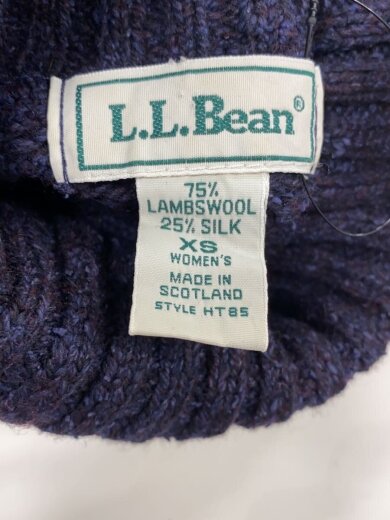 L.L.Bean®
75%
LAMBSWOOL
25% SILK
XS
WOMEN'S
MADE IN
SCOTLAND
STYLE HT85